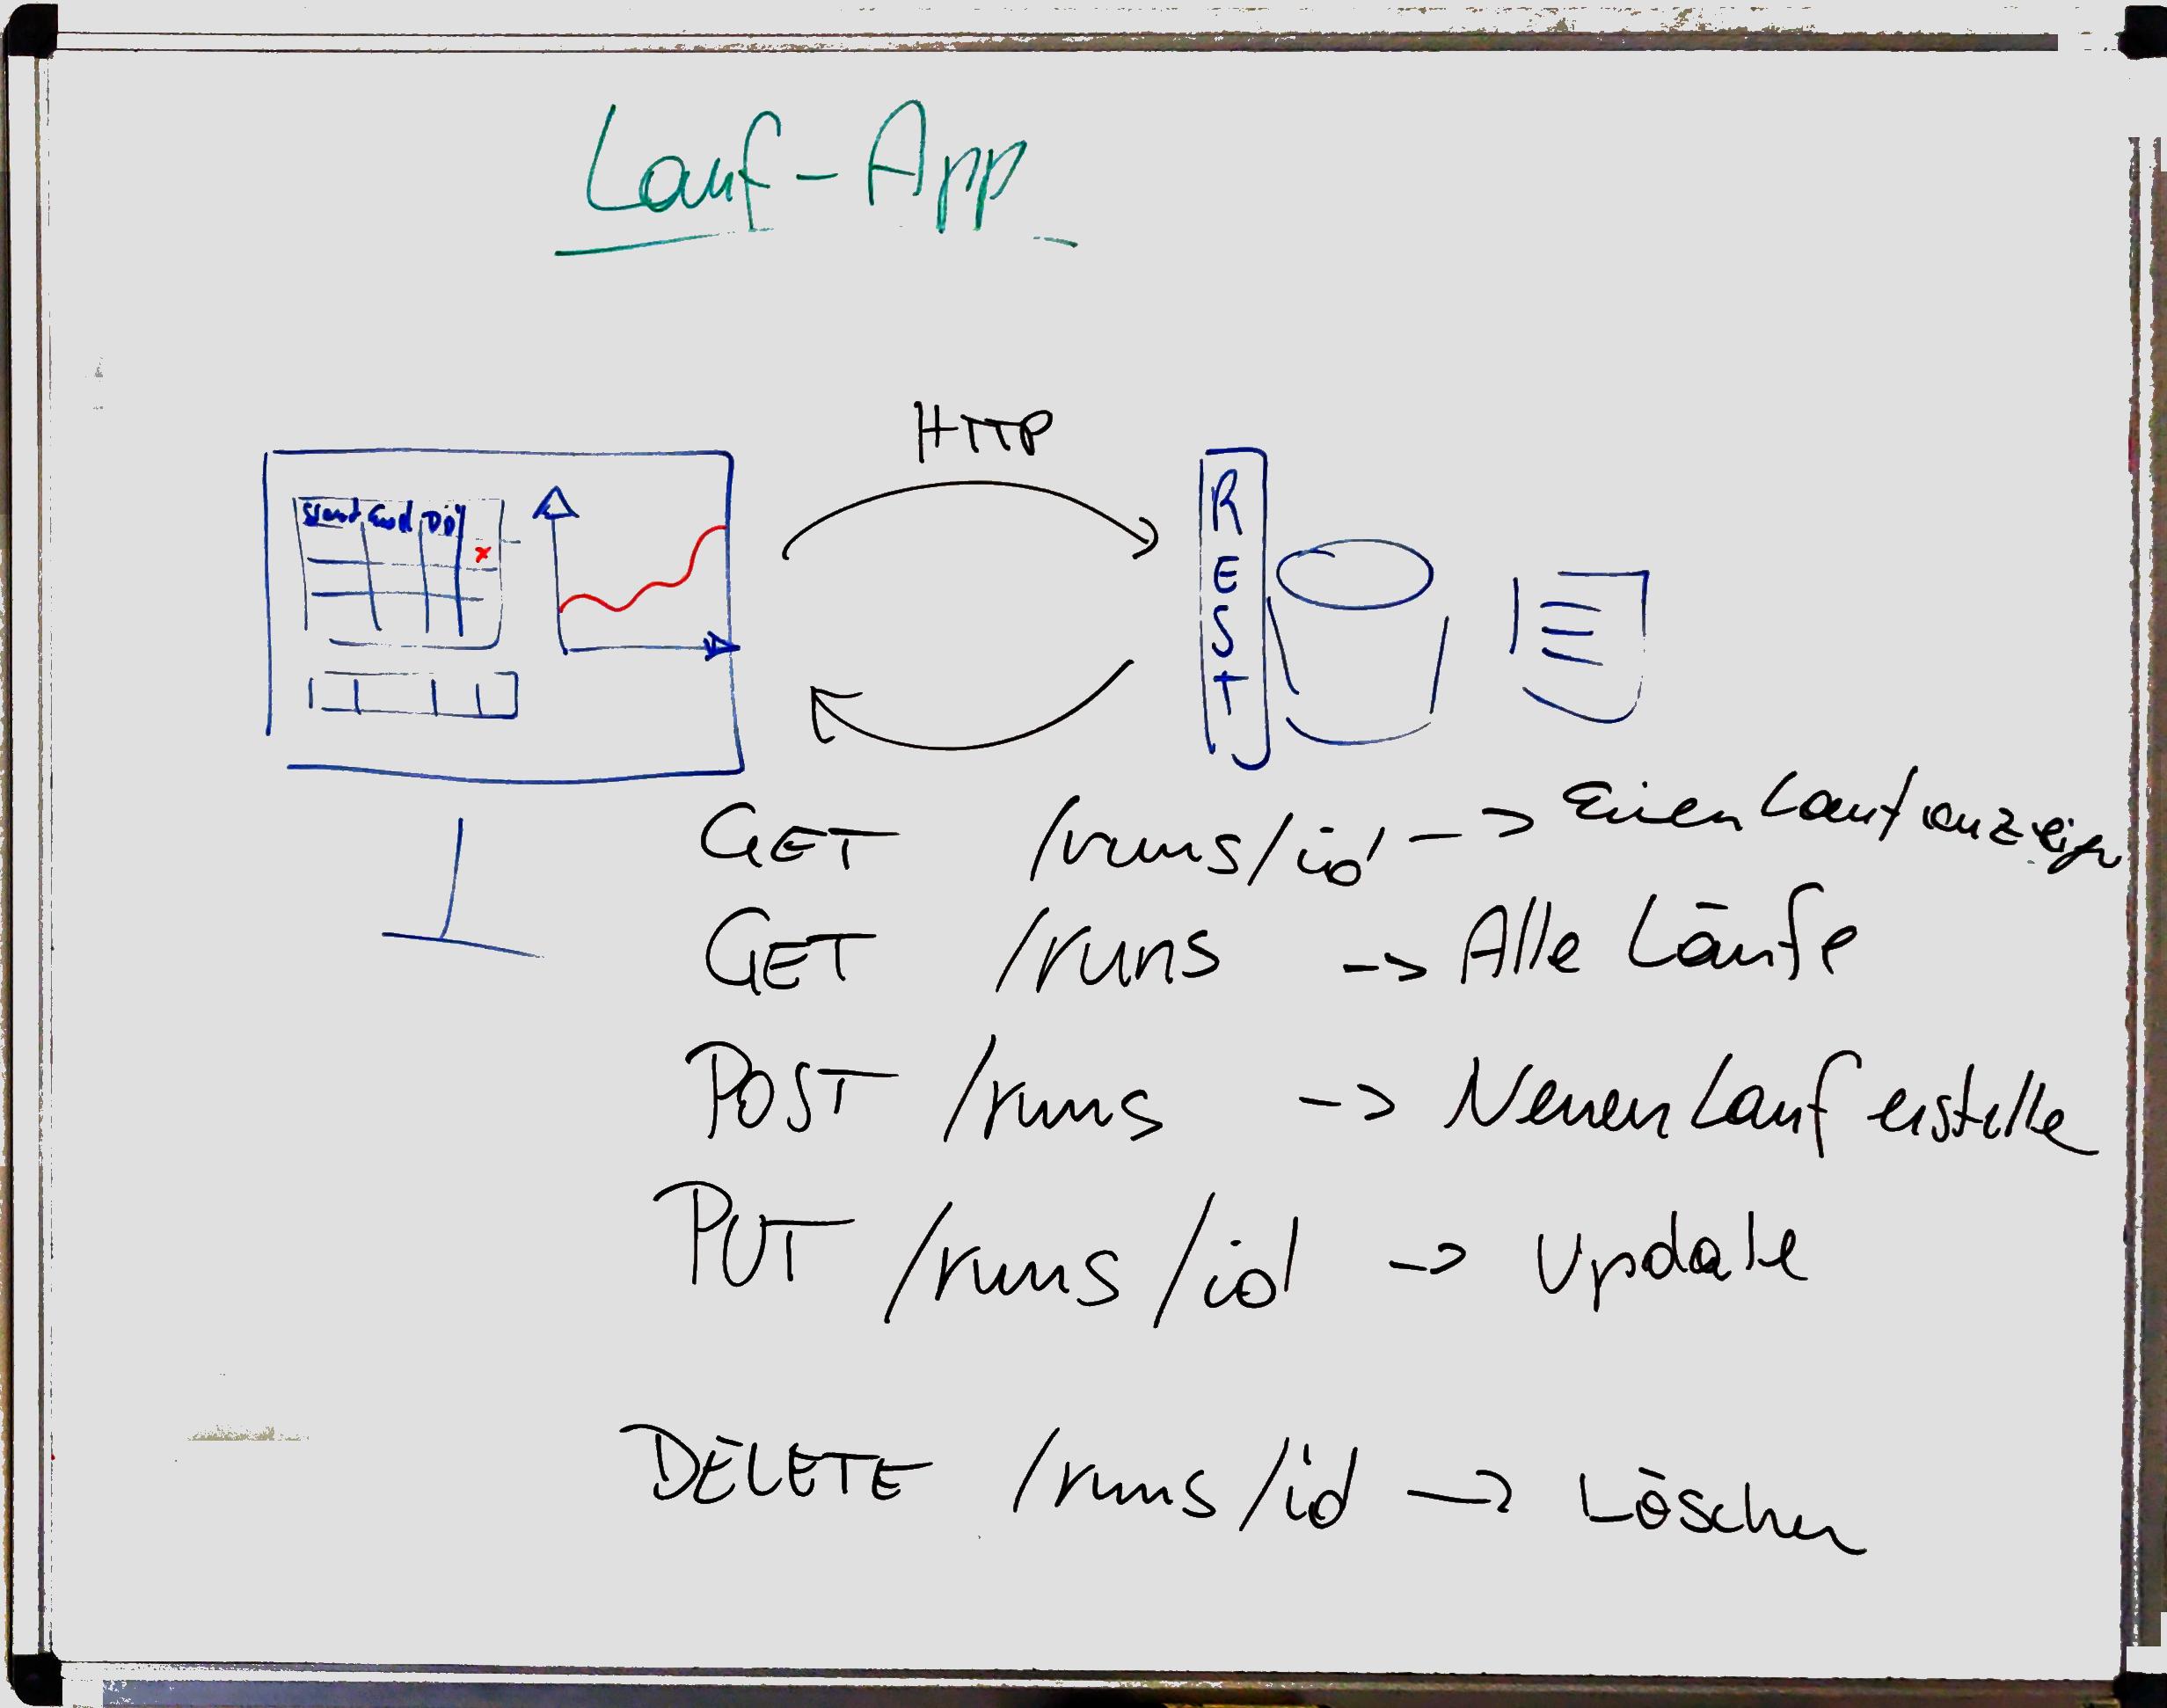 Lauf-App
HTTP
Start End
x
REST
GET /runs/id -> Einen Lauf anzeigen
GET /runs -> Alle Läufe
POST /runs -> Neuen Lauf erstelle
PUT /runs/id -> Update
DELETE /runs/id -> Löschen